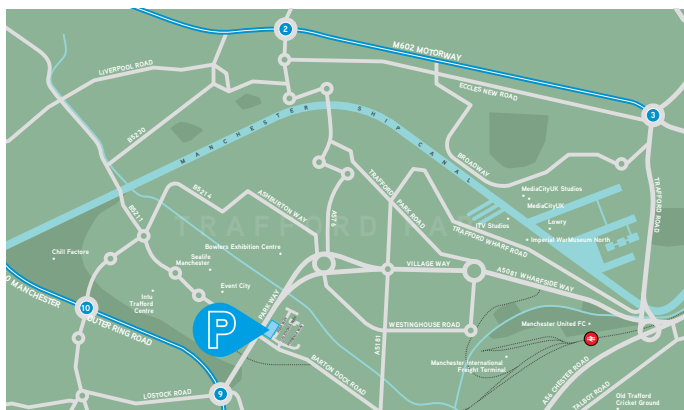 2
M602 MOTORWAY
LIVERPOOL ROAD
ECCLES NEW ROAD
3
B5230
MANCHESTER SHIP CANAL
BROADWAY
TRAFFORD ROAD
B5214
ASHBURTON WAY
TRAFFORD
PARK ROAD
MediaCityUK Studios
MediaCityUK
B5211
A576
TRAFFORD PARK
ITV Studios
Lowry
TRAFFORD WHARF ROAD
Imperial WarMuseum North
Chill Factore
Bowlers Exhibition Centre
Sealife
Manchester
VILLAGE WAY
A5081 WHARFSIDE WAY
Event City
Intu
Trafford
Centre
PARK WAY
MANCHESTER
OUTER RING ROAD
10
P
WESTINGHOUSE ROAD
Manchester United FC
A5181
Manchester International
Freight Terminal
BARTON DOCK ROAD
A56 CHESTER ROAD
TALBOT ROAD
LOSTOCK ROAD
9
Old Trafford
Cricket Ground